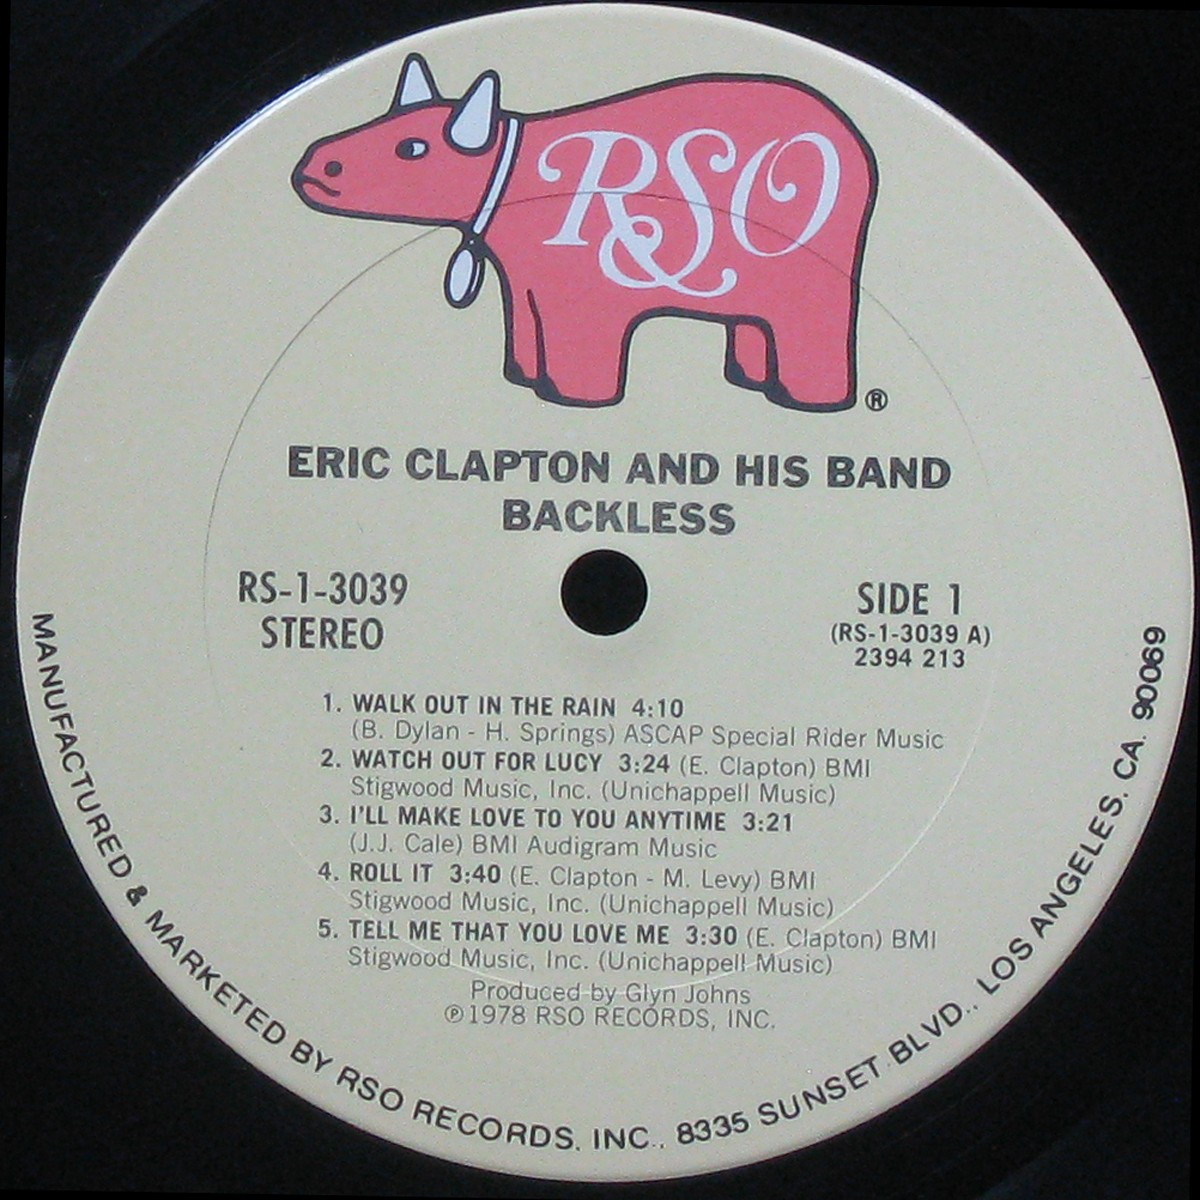 RSO
®
ERIC CLAPTON AND HIS BAND
BACKLESS
RS-1-3039
STEREO
SIDE 1
(RS-1-3039 A)
2394 213
1. WALK OUT IN THE RAIN 4:10
(B. Dylan - H. Springs) ASCAP Special Rider Music
2. WATCH OUT FOR LUCY 3:24 (E. Clapton) BMI
Stigwood Music, Inc. (Unichappell Music)
3. I'LL MAKE LOVE TO YOU ANYTIME 3:21
(J.J. Cale) BMI Audigram Music
4. ROLL IT 3:40 (E. Clapton - M. Levy) BMI
Stigwood Music, Inc. (Unichappell Music)
5. TELL ME THAT YOU LOVE ME 3:30 (E. Clapton) BMI
Stigwood Music, Inc. (Unichappell Music)
Produced by Glyn Johns
℗1978 RSO RECORDS, INC.
MANUFACTURED & MARKETED BY RSO RECORDS, INC., 8335 SUNSET BLVD., LOS ANGELES, CA. 90069